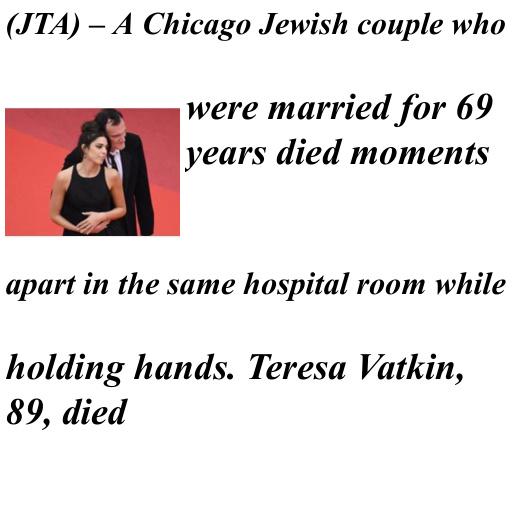 (JTA) – A Chicago Jewish couple who
were married for 69
years died moments
apart in the same hospital room while
holding hands. Teresa Vatkin,
89, died